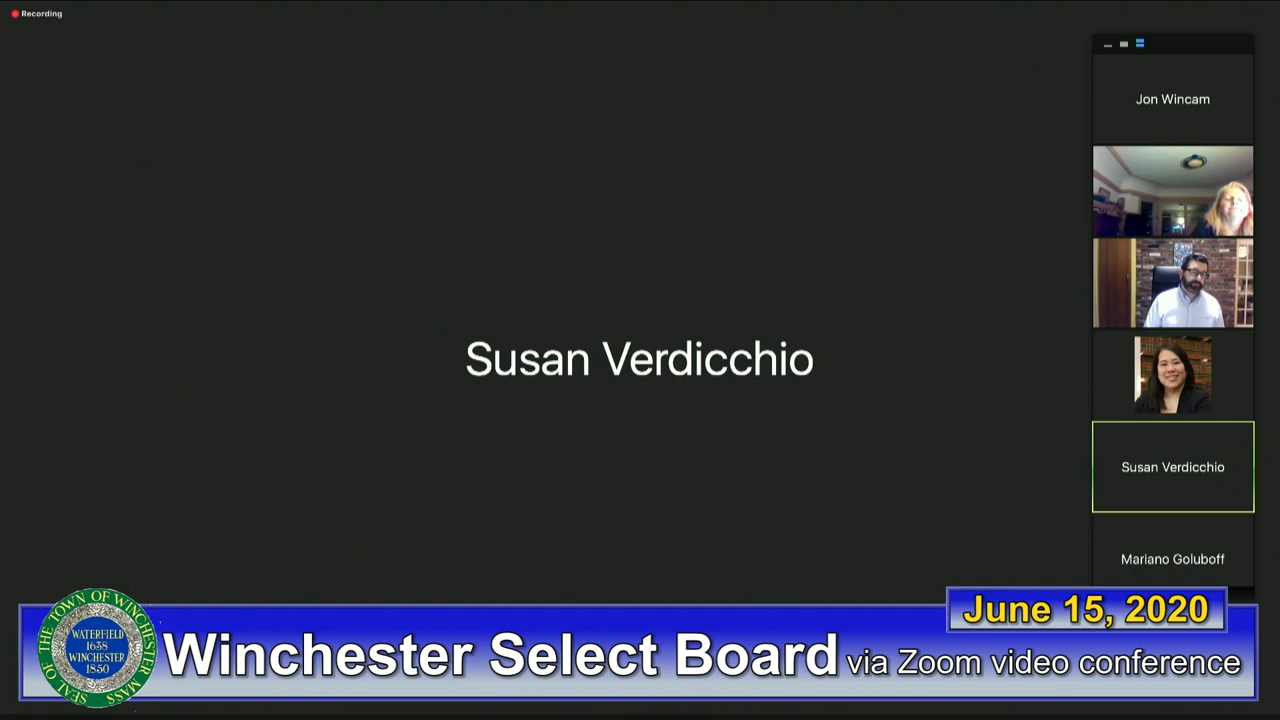 Recording
Jon Wincam
Susan Verdicchio
Susan Verdicchio
Mariano Goluboff
June 15, 2020
SEAL OF THE TOWN OF WINCHESTER MASS
WATERFIELD
1638
WINCHESTER
1850
Winchester Select Board via Zoom video conference